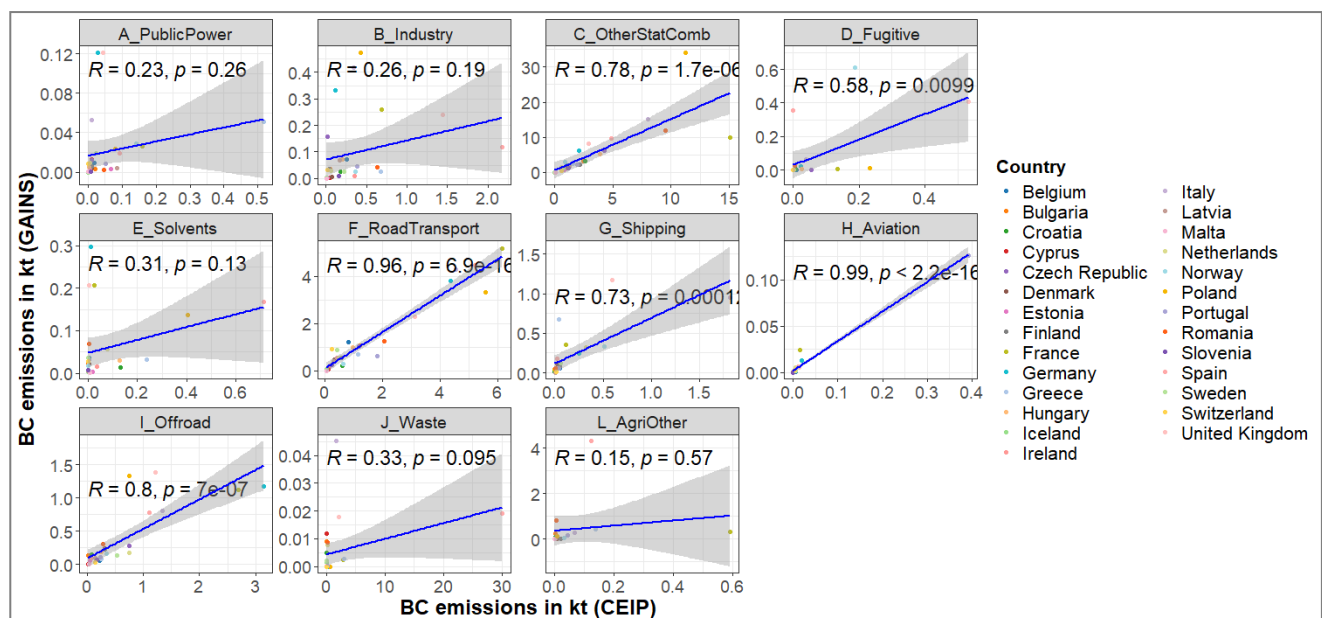 A_PublicPower
B_Industry
C_OtherStatComb
D_Fugitive
0.12
0.08
0.04
0.00
R = 0.23, p = 0.26
0.0 0.1 0.2 0.3 0.4 0.5
0.4
0.3
0.2
0.1
0.0
R = 0.26, p = 0.19
0.0 0.5 1.0 1.5 2.0
30
20
10
0
R = 0.78, p = 1.7e-06
0 5 10 15
0.6
0.4
0.2
0.0
R = 0.58, p = 0.0099
0.0 0.2 0.4
E_Solvents
F_RoadTransport
G_Shipping
H_Aviation
0.3
0.2
0.1
0.0
R = 0.31, p = 0.13
0.0 0.2 0.4 0.6
4
2
0
R = 0.96, p = 6.9e-16
0 2 4 6
1.5
1.0
0.5
0.0
R = 0.73, p = 0.00012
0.0 0.5 1.0 1.5
0.10
0.05
0.00
R = 0.99, p < 2.2e-16
0.0 0.1 0.2 0.3 0.4
I_Offroad
J_Waste
L_AgriOther
1.5
1.0
0.5
0.0
R = 0.8, p = 7e-07
0 1 2 3
0.04
0.03
0.02
0.01
0.00
R = 0.33, p = 0.095
0 10 20 30
4
2
0
R = 0.15, p = 0.57
0.0 0.2 0.4 0.6
BC emissions in kt (GAINS)
BC emissions in kt (CEIP)
Country
Belgium
Bulgaria
Croatia
Cyprus
Czech Republic
Denmark
Estonia
Finland
France
Germany
Greece
Hungary
Iceland
Ireland
Italy
Latvia
Malta
Netherlands
Norway
Poland
Portugal
Romania
Slovenia
Spain
Sweden
Switzerland
United Kingdom